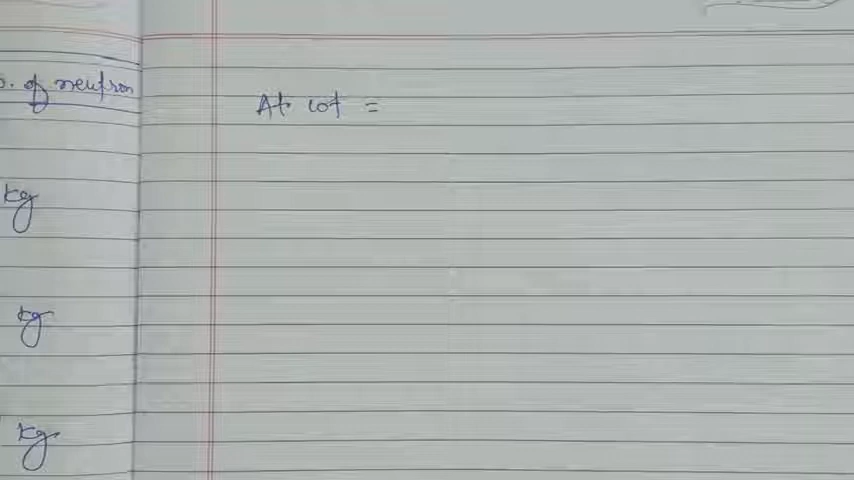 of neutron
At. wt =
kg
kg
kg